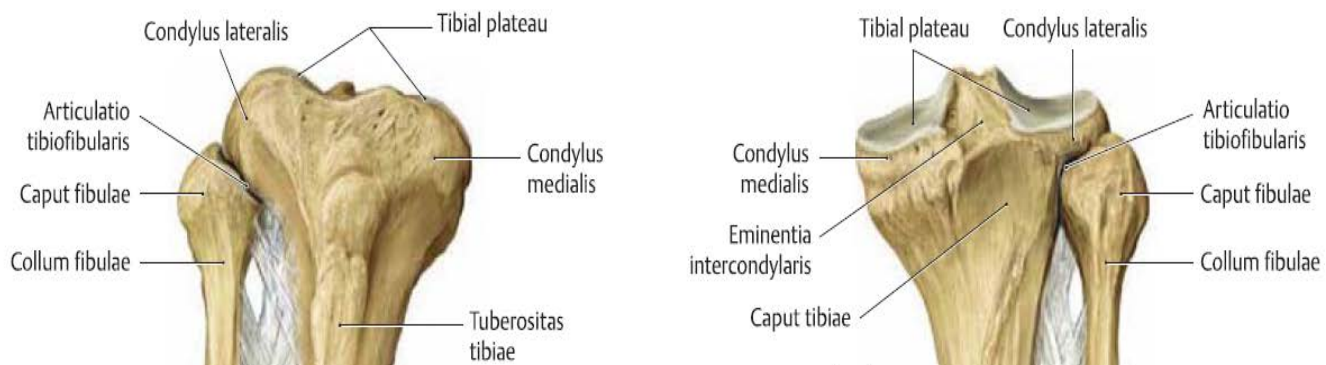 Condylus lateralis
Tibial plateau
Articulatio
tibiofibularis
Caput fibulae
Collum fibulae
Condylus
medialis
Tuberositas
tibiae
Tibial plateau
Condylus lateralis
Condylus
medialis
Eminentia
intercondylaris
Caput tibiae
Articulatio
tibiofibularis
Caput fibulae
Collum fibulae